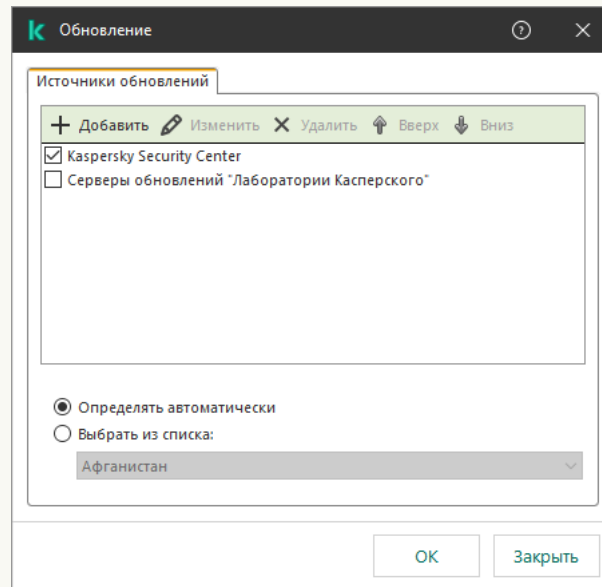 Обновление
Источники обновлений
Добавить Изменить Удалить Вверх Вниз
Kaspersky Security Center
Серверы обновлений "Лаборатории Касперского"
Определять автоматически
Выбрать из списка:
Афганистан
ОК Закрыть